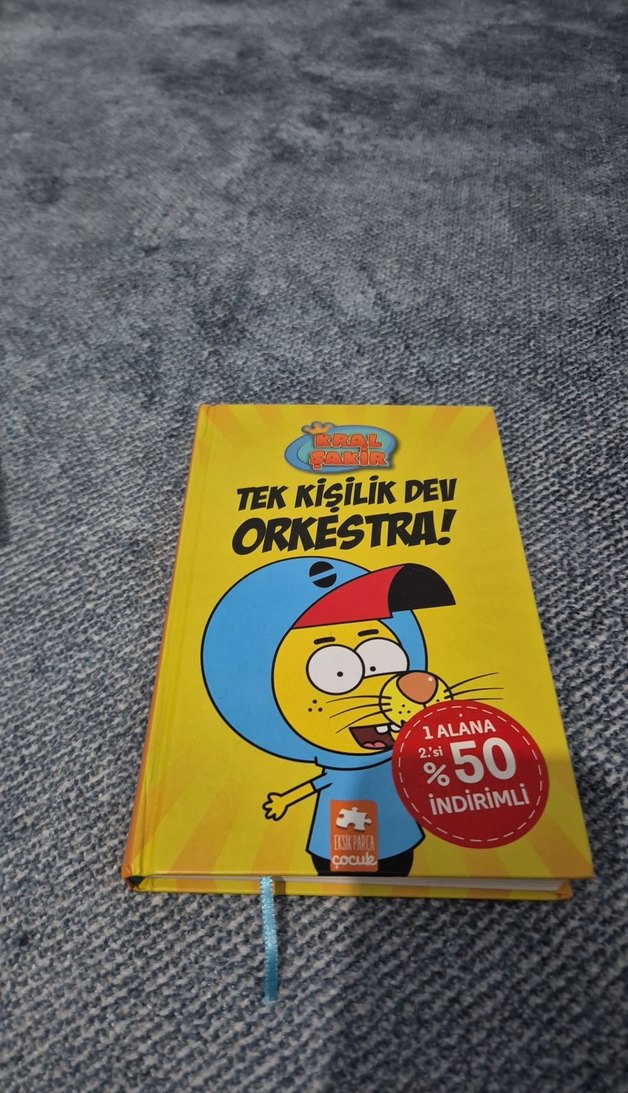 KRAL
ŞAKİR
TEK KİŞİLİK DEV
ORKESTRA!
1 ALANA
2.'si
%50
İNDİRİMLİ
EKSİK PARÇA
çocuk